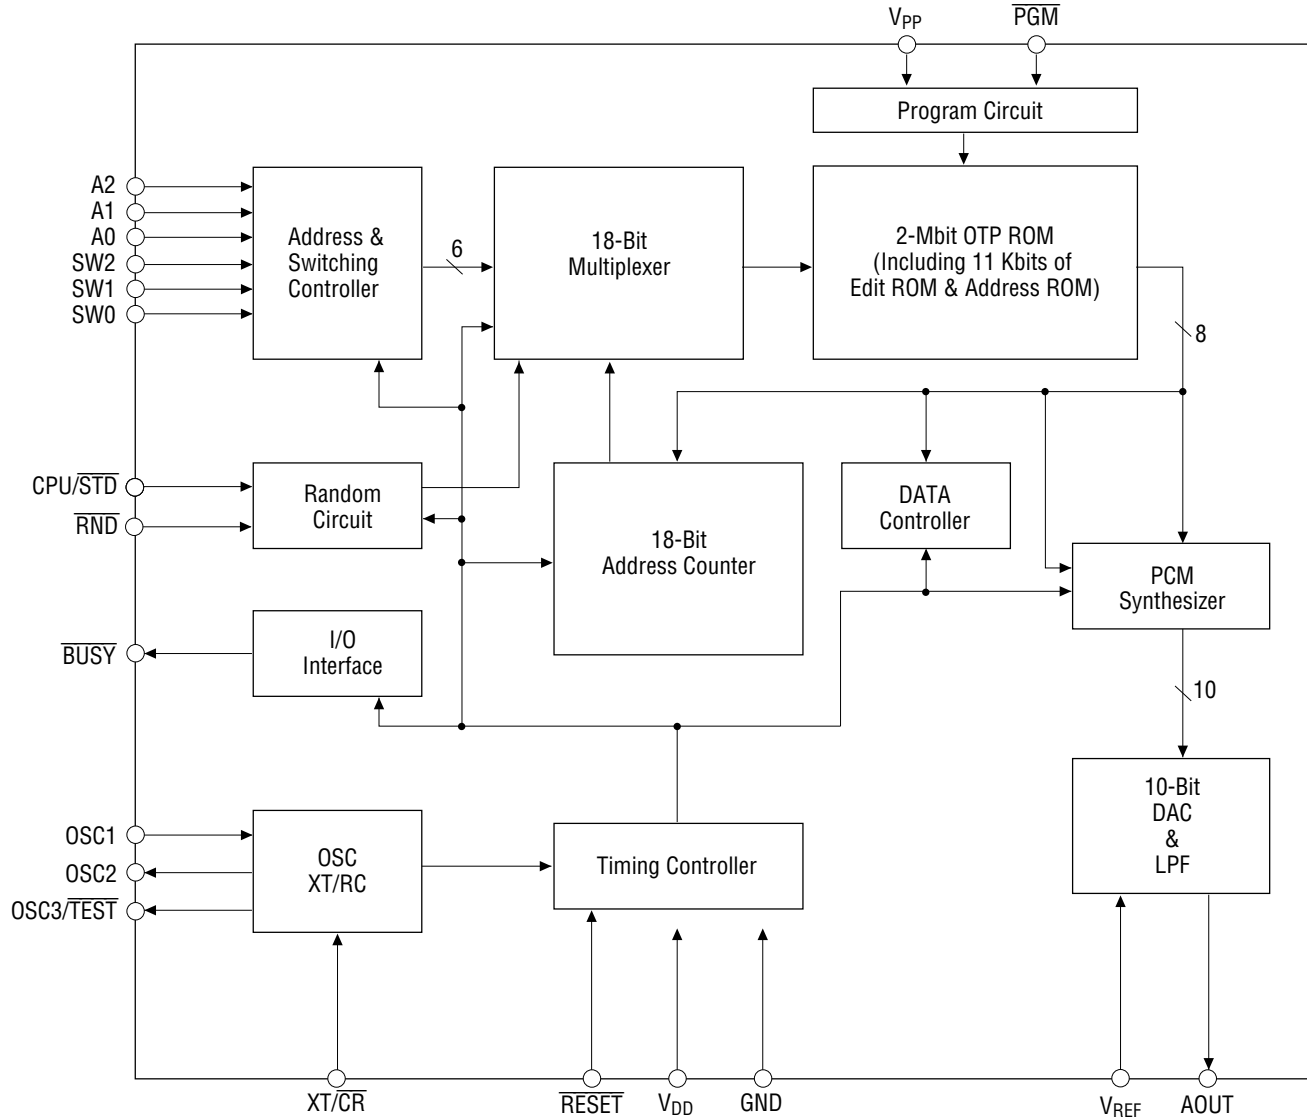 VPP
PGM
Program Circuit
A2
A1
A0
SW2
SW1
SW0
Address &
Switching
Controller
6
18-Bit
Multiplexer
2-Mbit OTP ROM
(Including 11 Kbits of
Edit ROM & Address ROM)
8
CPU/STD
RND
Random
Circuit
18-Bit
Address Counter
DATA
Controller
PCM
Synthesizer
BUSY
I/O
Interface
10
OSC1
OSC2
OSC3/TEST
OSC
XT/RC
Timing Controller
10-Bit
DAC
&
LPF
XT/CR
RESET
VDD
GND
VREF
AOUT